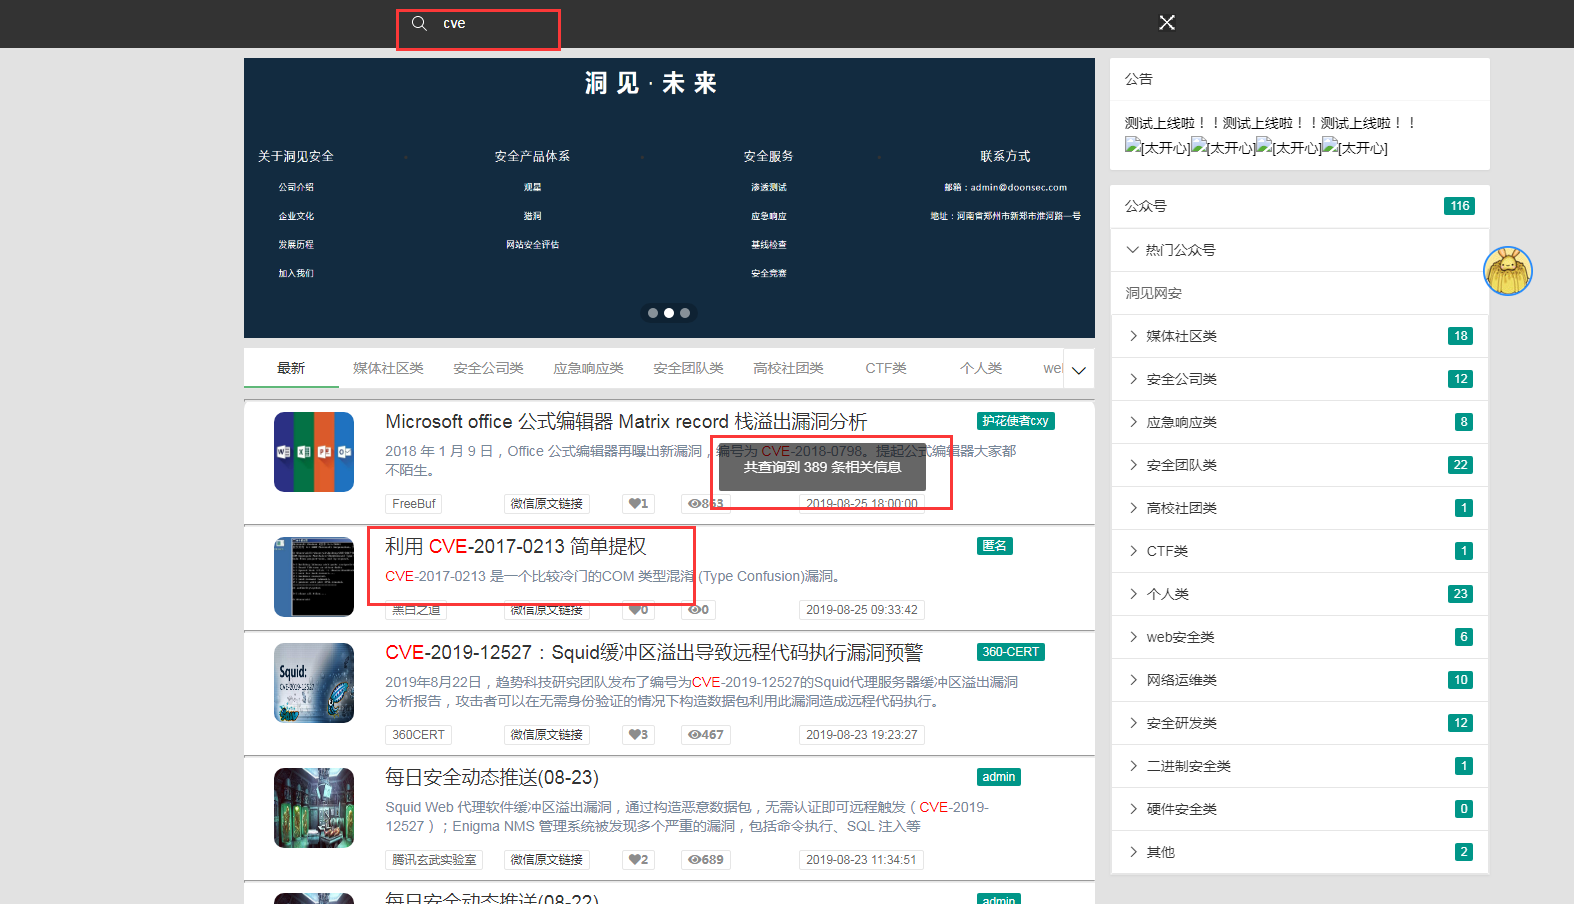 cve
洞 见 · 未 来
关于洞见安全
安全产品体系
安全服务
联系方式
公司介绍
观星
渗透测试
邮箱：admin@doonsec.com
企业文化
猎洞
应急响应
地址：河南省郑州市新郑市淮河路一号
发展历程
网站安全评估
基线检查
加入我们
安全竞赛
最新
媒体社区类
安全公司类
应急响应类
安全团队类
高校社团类
CTF类
个人类
Microsoft office 公式编辑器 Matrix record 栈溢出漏洞分析
护花使者cxy
2018 年 1 月 9 日，Office 公式编辑器再曝出新漏洞，编号为 CVE-2018-0798。提起公式编辑器大家都
不陌生。
共查询到 389 条相关信息
FreeBuf
微信原文链接
1
863
2019-08-25 18:00:00
利用 CVE-2017-0213 简单提权
匿名
CVE-2017-0213 是一个比较冷门的COM 类型混淆 (Type Confusion)漏洞。
黑白之道
微信原文链接
0
0
2019-08-25 09:33:42
Squid:
CVE-2019-12527
CVE-2019-12527：Squid缓冲区溢出导致远程代码执行漏洞预警
360-CERT
2019年8月22日，趋势科技研究团队发布了编号为CVE-2019-12527的Squid代理服务器缓冲区溢出漏洞
分析报告，攻击者可以在无需身份验证的情况下构造数据包利用此漏洞造成远程代码执行。
360CERT
微信原文链接
3
467
2019-08-23 19:23:27
每日安全动态推送(08-23)
admin
Squid Web 代理软件缓冲区溢出漏洞，通过构造恶意数据包，无需认证即可远程触发（CVE-2019-
12527）；Enigma NMS 管理系统被发现多个严重的漏洞，包括命令执行、SQL 注入等
腾讯玄武实验室
微信原文链接
2
689
2019-08-23 11:34:51
每日安全动态推送(08-22)
admin
公告
测试上线啦！！测试上线啦！！测试上线啦！！
[太开心][太开心][太开心][太开心]
公众号 116
热门公众号
洞见网安
媒体社区类 18
安全公司类 12
应急响应类 8
安全团队类 22
高校社团类 1
CTF类 1
个人类 23
web安全类 6
网络运维类 10
安全研发类 12
二进制安全类 1
硬件安全类 0
其他 2